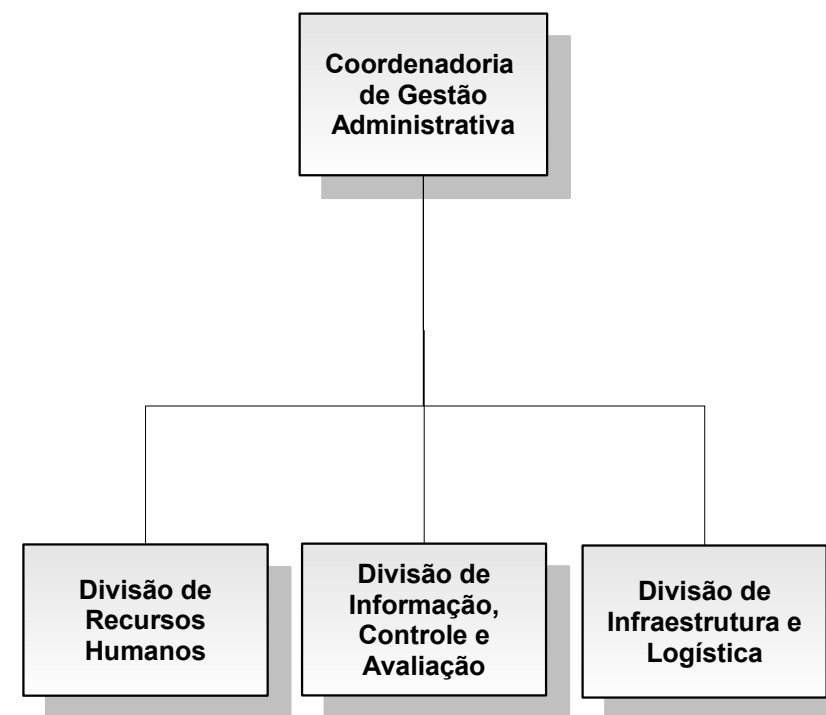 Coordenadoria
de Gestão
Administrativa
Divisão de
Recursos
Humanos
Divisão de
Informação,
Controle e
Avaliação
Divisão de
Infraestrutura e
Logística